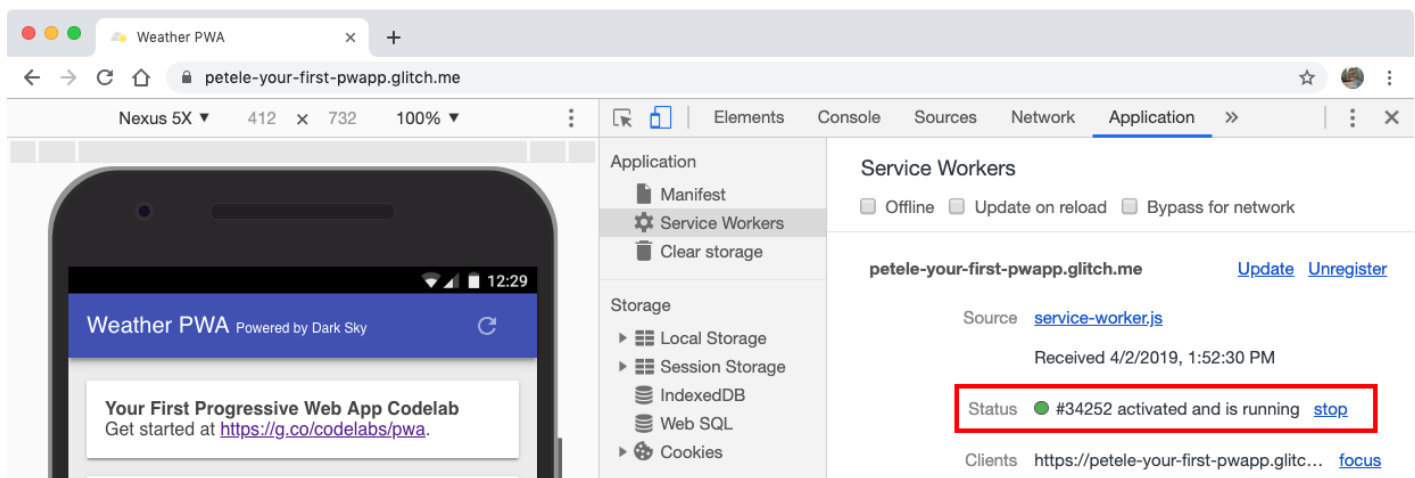 Weather PWA
petele-your-first-pwapp.glitch.me
Nexus 5X ▼ 412 × 732 100% ▼
Elements Console Sources Network Application »
Application
Manifest
Service Workers
Clear storage
Storage
Local Storage
Session Storage
IndexedDB
Web SQL
Cookies
Service Workers
Offline Update on reload Bypass for network
petele-your-first-pwapp.glitch.me Update Unregister
Source service-worker.js
Received 4/2/2019, 1:52:30 PM
Status #34252 activated and is running stop
Clients https://petele-your-first-pwapp.glitc... focus
12:29
Weather PWA Powered by Dark Sky
Your First Progressive Web App Codelab
Get started at https://g.co/codelabs/pwa.